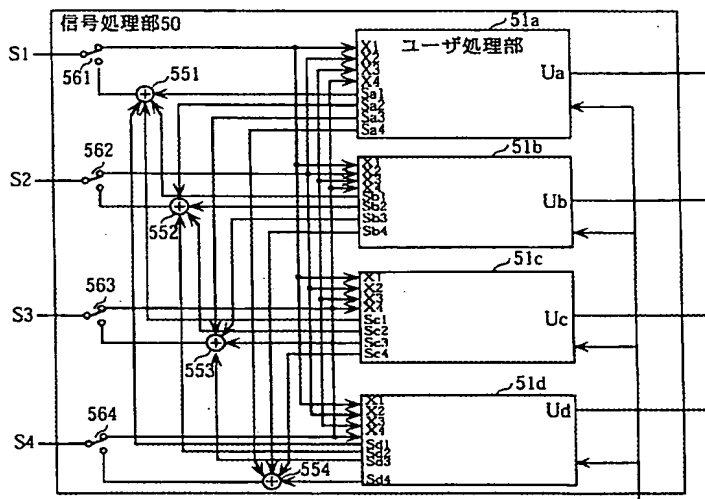 信号処理部50
51a
ユーザ処理部
S1
561
551
X1
X2
X3
X4
Sa1
Sa2
Sa3
Sa4
Ua
51b
562
S2
552
X1
X2
X3
X4
Sb1
Sb2
Sb3
Sb4
Ub
51c
563
S3
553
X1
X2
X3
X4
Sc1
Sc2
Sc3
Sc4
Uc
51d
564
S4
554
X1
X2
X3
X4
Sd1
Sd2
Sd3
Sd4
Ud